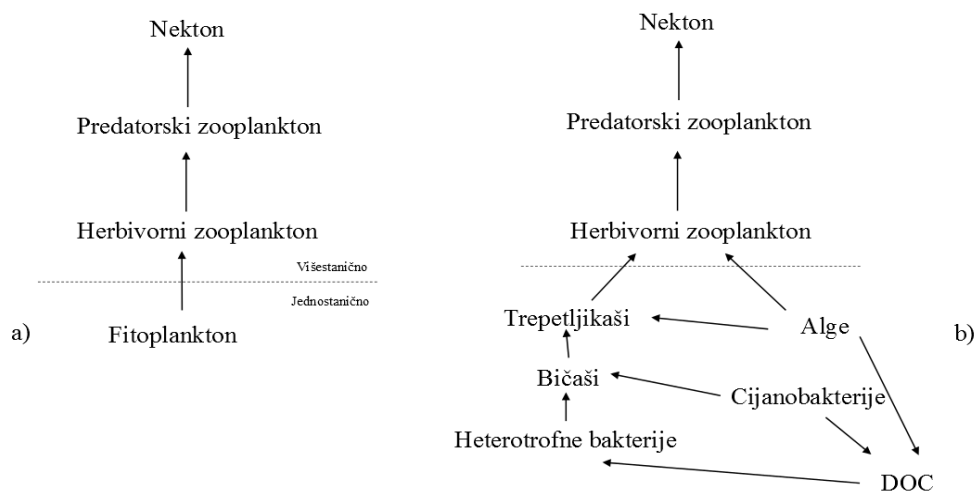 Nekton
Predatorski zooplankton
Herbivorni zooplankton
Višestanično
Jednostanično
a)
Fitoplankton
Nekton
Predatorski zooplankton
Herbivorni zooplankton
Trepetljikaši
Alge
b)
Bičaši
Cijanobakterije
Heterotrofne bakterije
DOC